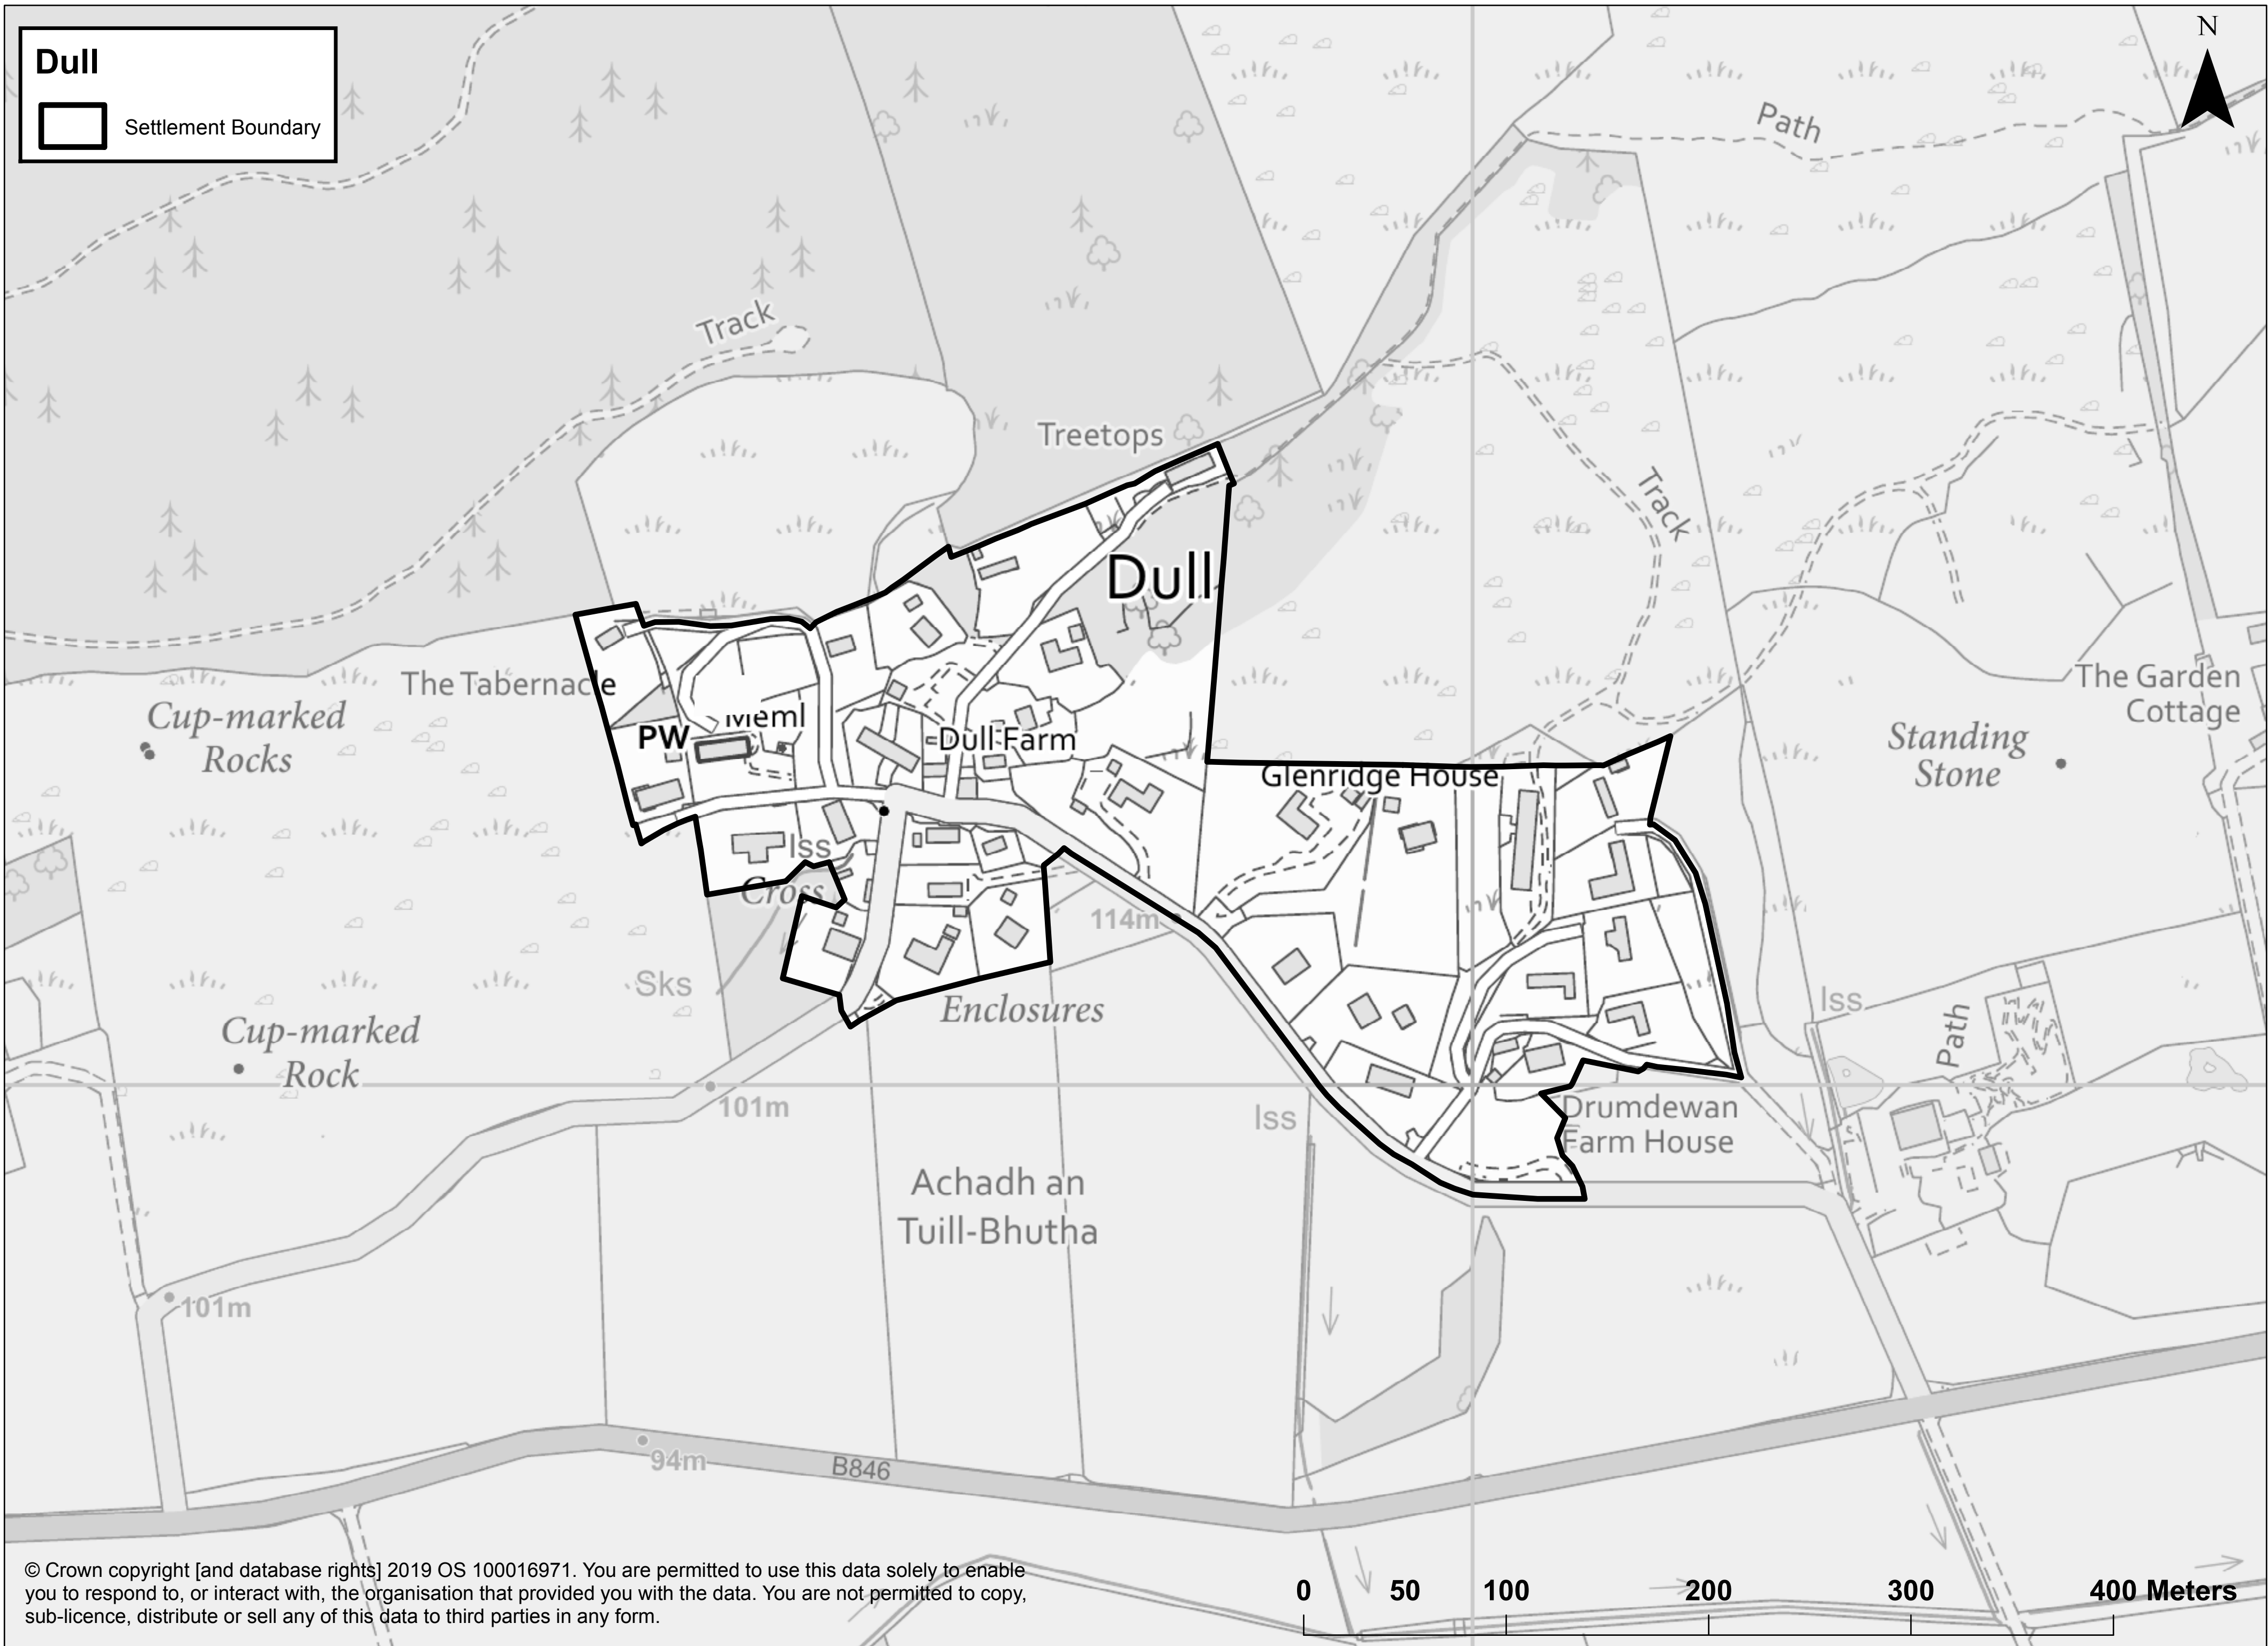 Dull
Settlement Boundary
N
Path
Track
Treetops
Track
Dull
The Tabernacle
Cup-marked
Rocks
PW
Meml
Dull Farm
Glenridge House
The Garden
Cottage
Standing
Stone
Iss
Cross
114m
Sks
Enclosures
Iss
Path
Cup-marked
Rock
101m
Iss
Drumdewan
Farm House
Achadh an
Tuill-Bhutha
101m
94m
B846
© Crown copyright [and database rights] 2019 OS 100016971. You are permitted to use this data solely to enable
you to respond to, or interact with, the organisation that provided you with the data. You are not permitted to copy,
sub-licence, distribute or sell any of this data to third parties in any form.
0 50 100 200 300 400 Meters